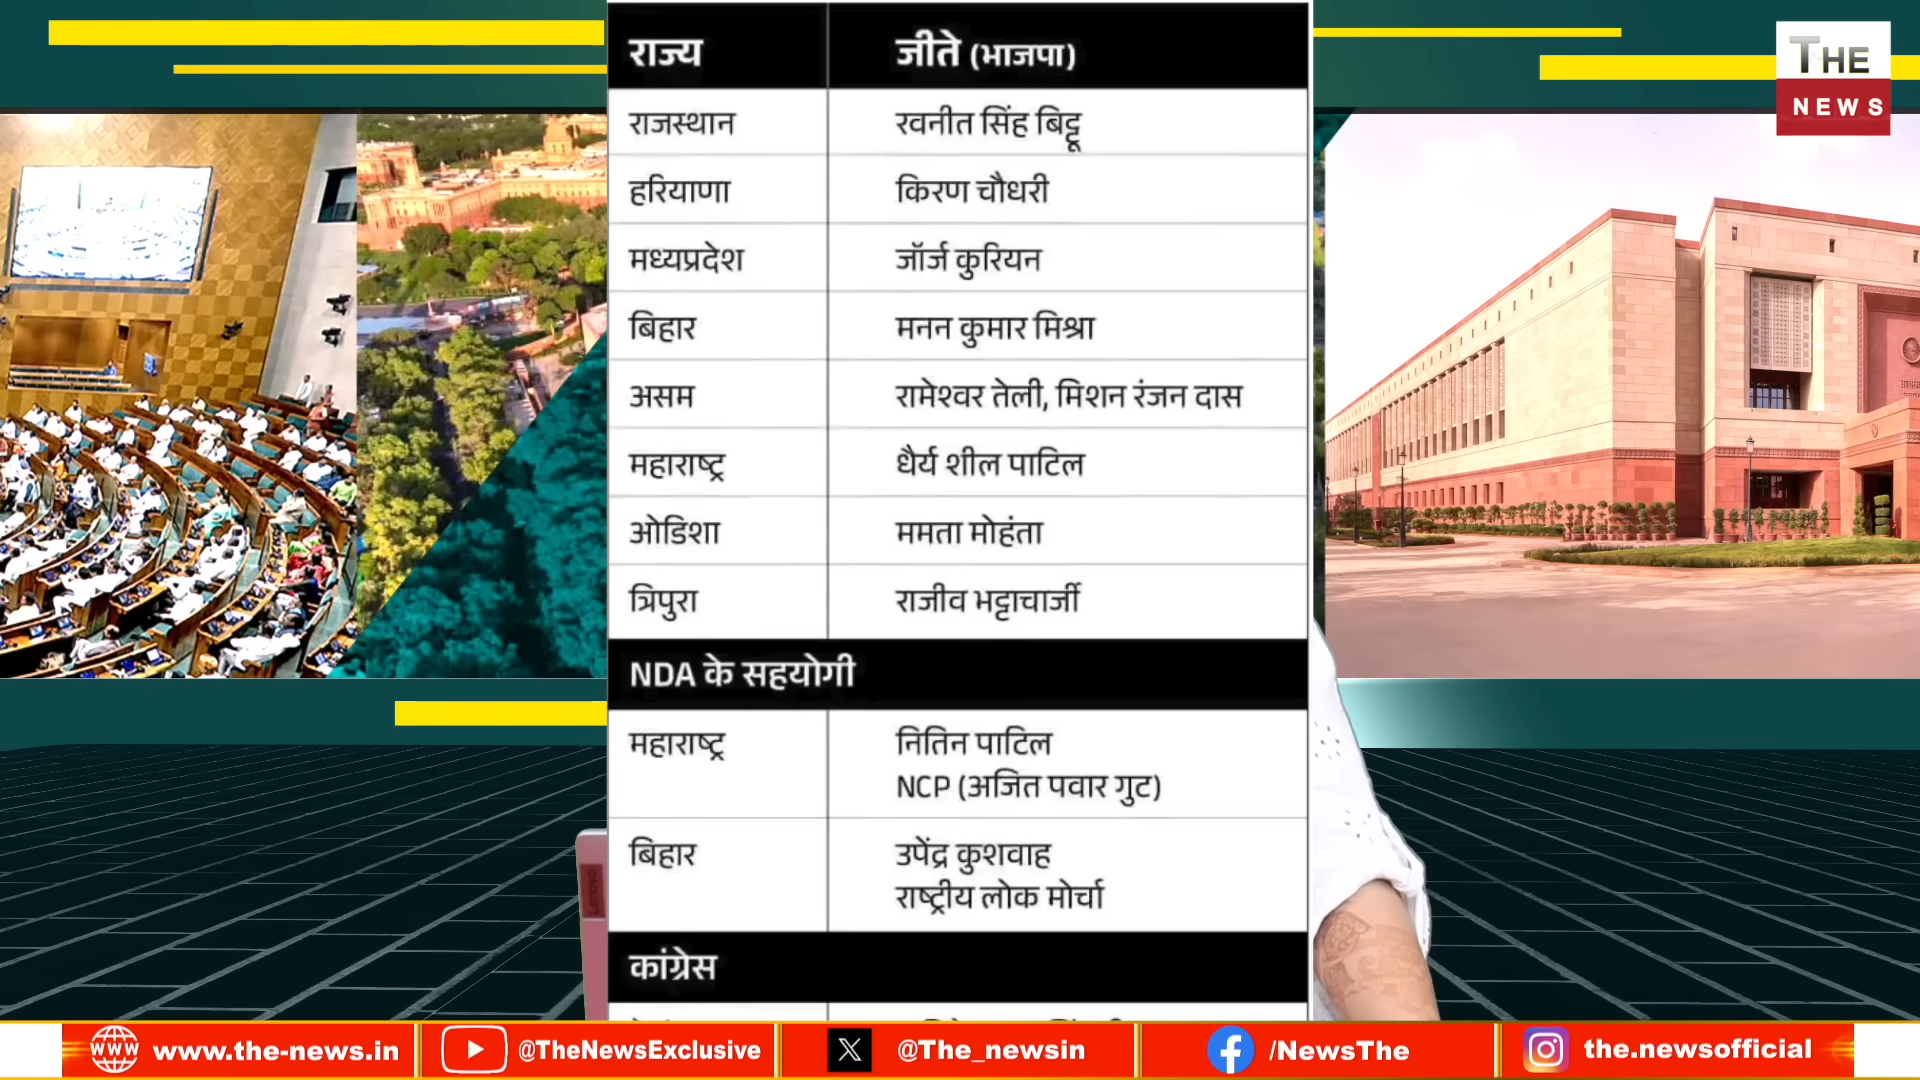 राज्य जीते (भाजपा)
राजस्थान रवनीत सिंह बिट्टू
हरियाणा किरण चौधरी
मध्यप्रदेश जॉर्ज कुरियन
बिहार मनन कुमार मिश्रा
असम रामेश्वर तेली, मिशन रंजन दास
महाराष्ट्र धैर्य शील पाटिल
ओडिशा ममता मोहंता
त्रिपुरा राजीव भट्टाचार्जी
NDA के सहयोगी
महाराष्ट्र नितिन पाटिल
NCP (अजित पवार गुट)
बिहार उपेंद्र कुशवाह
राष्ट्रीय लोक मोर्चा
कांग्रेस
THE
NEWS
Lenovo
www www.the-news.in @TheNewsExclusive @The_newsin /NewsThe the.newsofficial